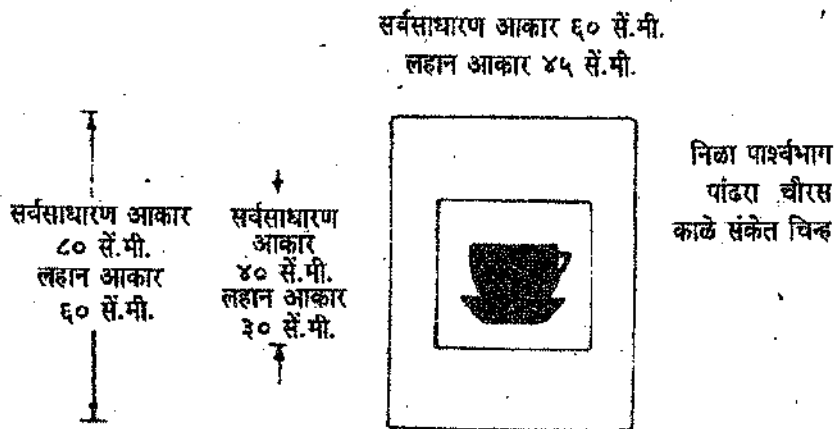 सर्वसाधारण आकार ६० सें.मी.
लहान आकार ४५ सें.मी.
निळा पार्श्वभाग
पांढरा चौरस
काळे संकेत चिन्ह
सर्वसाधारण आकार
८० सें.मी.
लहान आकार
६० सें.मी.
सर्वसाधारण
आकार
४० सें.मी.
लहान आकार
३० सें.मी.